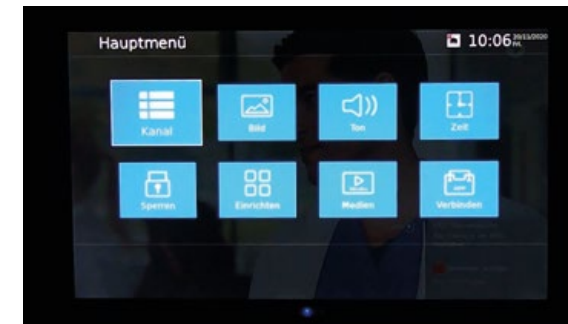 Hauptmenü
10:06
Kanal
Bild
Ton
Zeit
Sperren
Einrichten
Medien
Verbinden